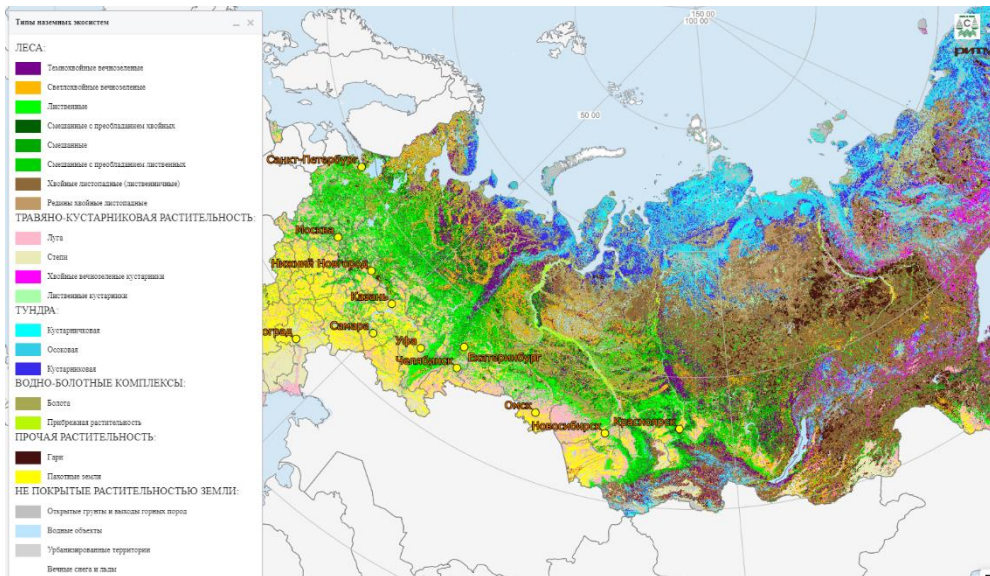 Типы наземных экосистем
ЛЕСА:
Темнохвойные вечнозеленые
Светлохвойные вечнозеленые
Лиственные
Смешанные с преобладанием хвойных
Смешанные
Смешанные с преобладанием лиственных
Хвойные листопадные (лиственничные)
Редины хвойные листопадные
ТРАВЯНО-КУСТАРНИКОВАЯ РАСТИТЕЛЬНОСТЬ:
Луга
Степи
Хвойные вечнозеленые кустарники
Лиственные кустарники
ТУНДРА:
Кустарничковая
Осоковая
Кустарниковая
ВОДНО-БОЛОТНЫЕ КОМПЛЕКСЫ:
Болота
Прибрежная растительность
ПРОЧАЯ РАСТИТЕЛЬНОСТЬ:
Гари
Пахотные земли
НЕ ПОКРЫТЫЕ РАСТИТЕЛЬНОСТЬЮ ЗЕМЛИ:
Открытые грунты и выходы горных пород
Водные объекты
Урбанизированные территории
Вечные снега и льды
150 00
100 00
50 00
Санкт-Петербург
Москва
Нижний Новгород
Казань
оград
Самара
Уфа
Челябинск
Екатеринбург
Омск
Новосибирск
Красноярск